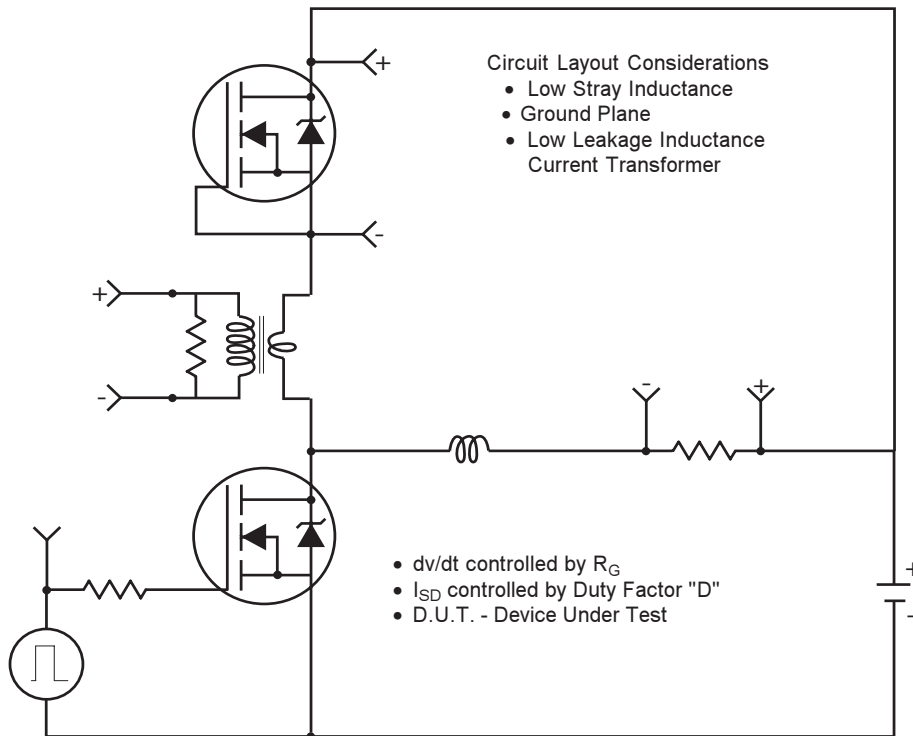 +
Circuit Layout Considerations
• Low Stray Inductance
• Ground Plane
• Low Leakage Inductance
Current Transformer
-
+
-
-
+
• dv/dt controlled by RG
• ISD controlled by Duty Factor "D"
• D.U.T. - Device Under Test
+
-